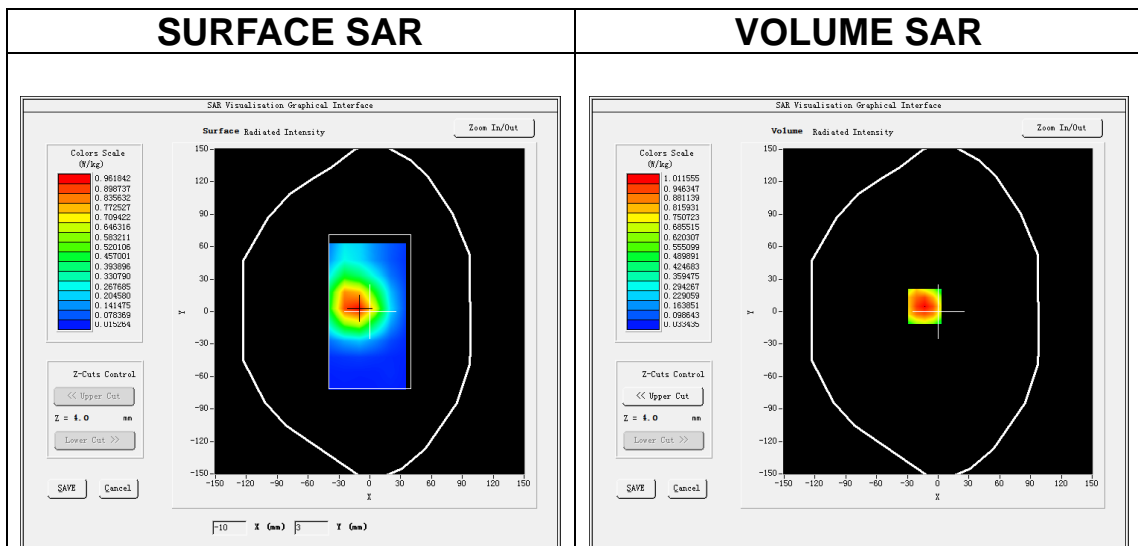 SURFACE SAR
VOLUME SAR
SAR Visualisation Graphical Interface
Surface Radiated Intensity
Zoom In/Out
Colors Scale
(W/kg)
0.961842
0.898737
0.835632
0.772527
0.709422
0.646316
0.583211
0.520106
0.457001
0.393896
0.330790
0.267685
0.204580
0.141475
0.078369
0.015264
150
120
90
60
30
0
-30
-60
-90
-120
-150
Y
-150 -120 -90 -60 -30 0 30 60 90 120 150
X
Z-Cuts Control
<< Upper Cut
Z = 4.0 mm
Lower Cut >>
SAVE Cancel
-10 X (mm) 3 Y (mm)
SAR Visualisation Graphical Interface
Volume Radiated Intensity
Zoom In/Out
Colors Scale
(W/kg)
1.011555
0.946347
0.881139
0.815931
0.750723
0.685515
0.620307
0.555099
0.489891
0.424683
0.359475
0.294267
0.229059
0.163851
0.098643
0.033435
150
120
90
60
30
0
-30
-60
-90
-120
-150
Y
-150 -120 -90 -60 -30 0 30 60 90 120 150
X
Z-Cuts Control
<< Upper Cut
Z = 4.0 mm
Lower Cut >>
SAVE Cancel